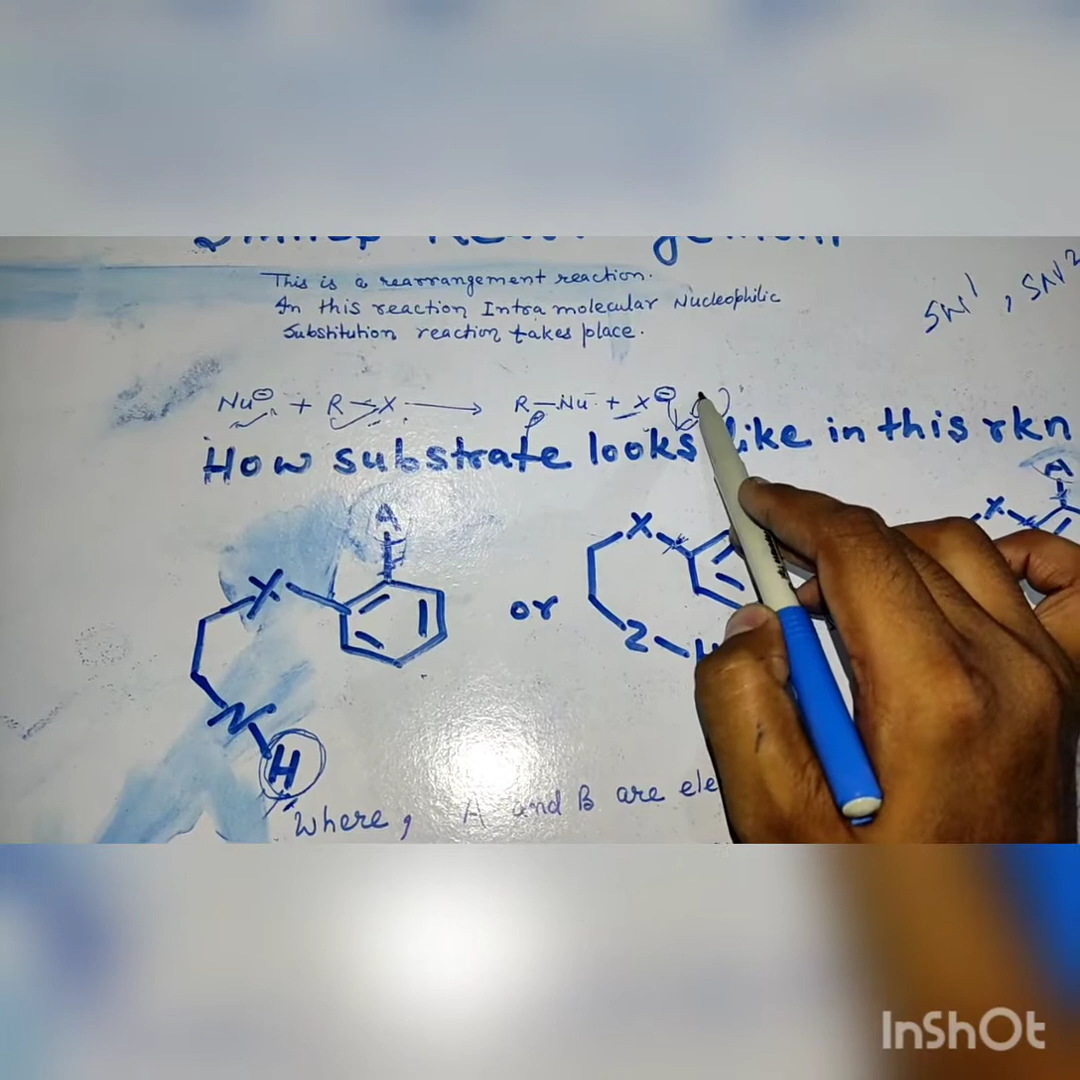 This is a rearrangement reaction.
In this reaction Intra molecular Nucleophilic
Substitution reaction takes place.
SN1, SN2
Nu⊖ + R—X → R—Nu + X⊖
How substrate looks like in this rxn
A
X
N
H
or
X
Z
A
X
Where, A and B are ele
InShOt